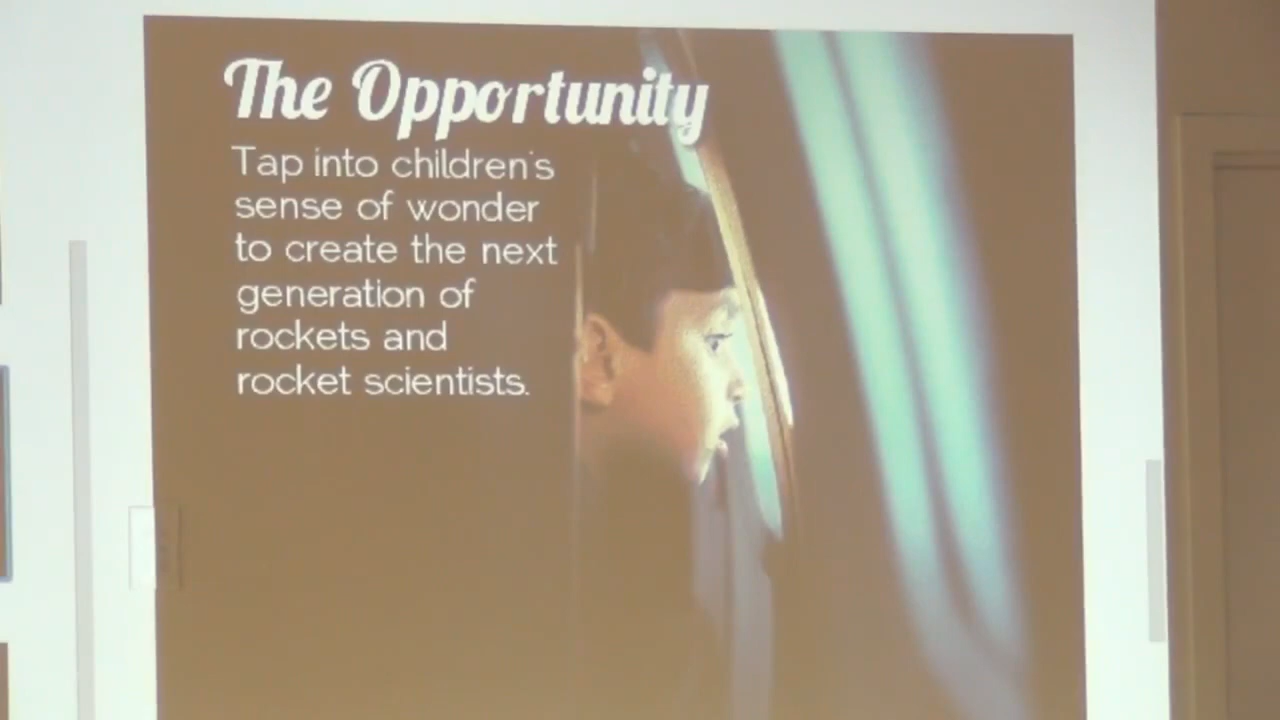 The Opportunity
Tap into children's
sense of wonder
to create the next
generation of
rockets and
rocket scientists.